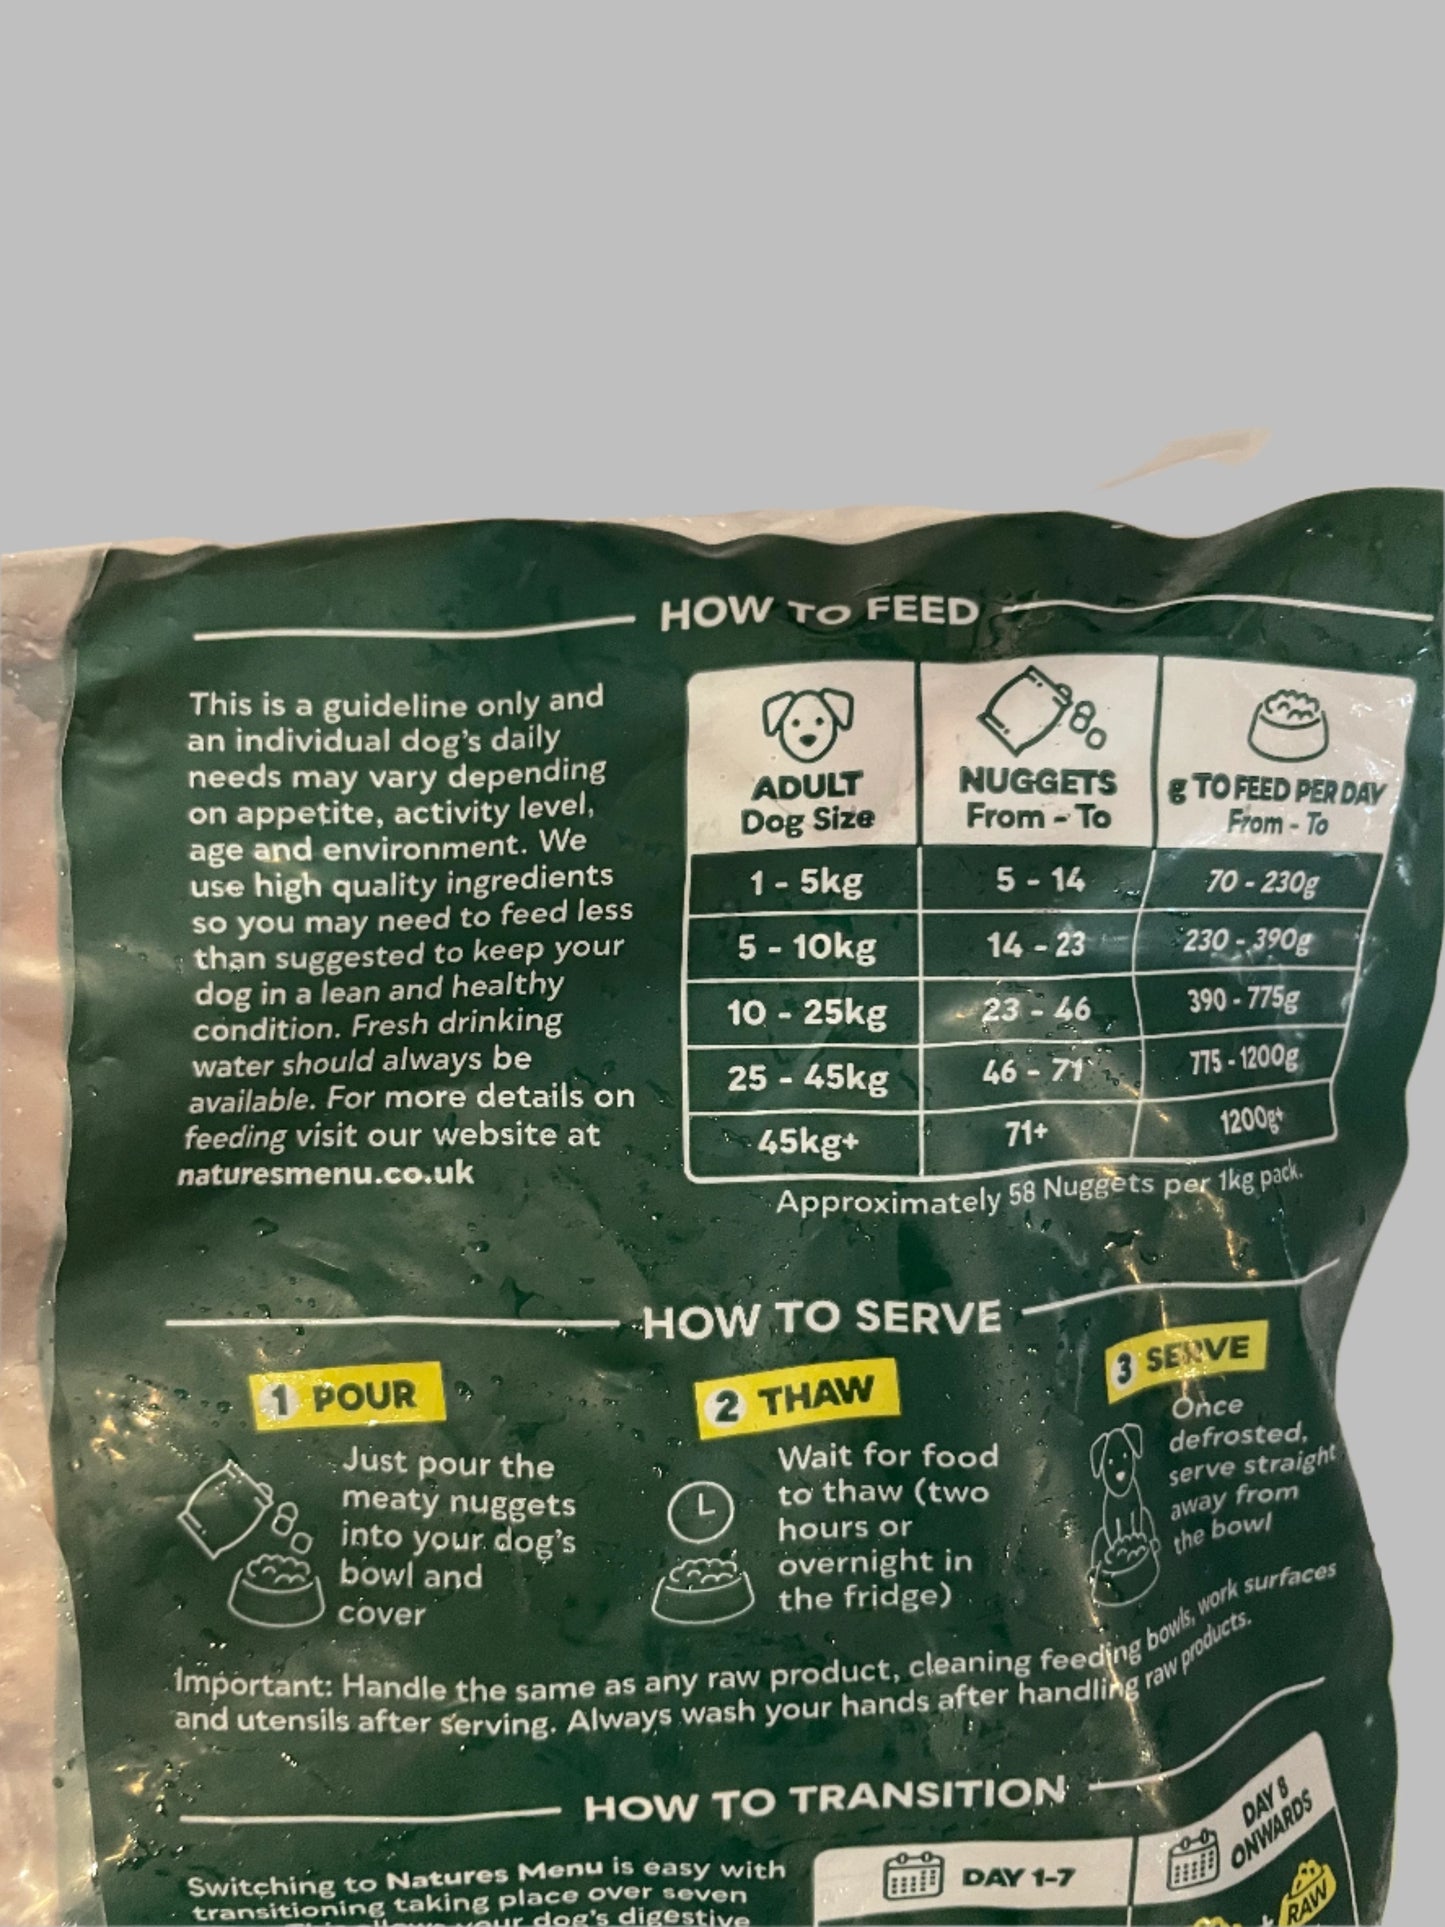 HOW TO FEED
This is a guideline only and
an individual dog's daily
needs may vary depending
on appetite, activity level,
age and environment. We
use high quality ingredients
so you may need to feed less
than suggested to keep your
dog in a lean and healthy
condition. Fresh drinking
water should always be
available. For more details on
feeding visit our website at
naturesmenu.co.uk
ADULT NUGGETS g TO FEED PER DAY
Dog Size From - To From - To
1 - 5kg 5 - 14 70 - 230g
5 - 10kg 14 - 23 230 - 390g
10 - 25kg 23 - 46 390 - 775g
25 - 45kg 46 - 71 775 - 1200g
45kg+ 71+ 1200g+
Approximately 58 Nuggets per 1kg pack.
HOW TO SERVE
1 POUR
Just pour the
meaty nuggets
into your dog's
bowl and
cover
2 THAW
Wait for food
to thaw (two
hours or
overnight in
the fridge)
3 SERVE
Once
defrosted,
serve straight
away from
the bowl
Important: Handle the same as any raw product, cleaning feeding bowls, work surfaces
and utensils after serving. Always wash your hands after handling raw products.
HOW TO TRANSITION
Switching to Natures Menu is easy with
transitioning taking place over seven
your dog's digestive
DAY 1-7
DAY 8
ONWARDS
RAW